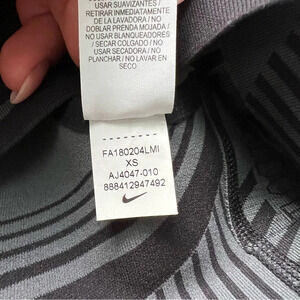 USAR SUAVIZANTES /
RETIRAR INMEDIATAMENTE
DE LA LAVADORA / NO
DOBLAR PRENDA MOJADA /
NO USAR BLANQUEADORES
/ SECAR COLGADO / NO
USAR SECADORA / NO
PLANCHAR / NO LAVAR EN
SECO
FA180204LMI
XS
AJ4047-010
888412947492